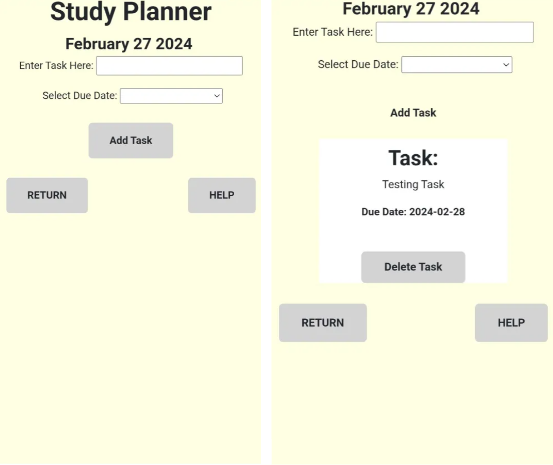 Study Planner
February 27 2024
Enter Task Here:
Select Due Date:
Add Task
RETURN
HELP
February 27 2024
Enter Task Here:
Select Due Date:
Add Task
Task:
Testing Task
Due Date: 2024-02-28
Delete Task
RETURN
HELP